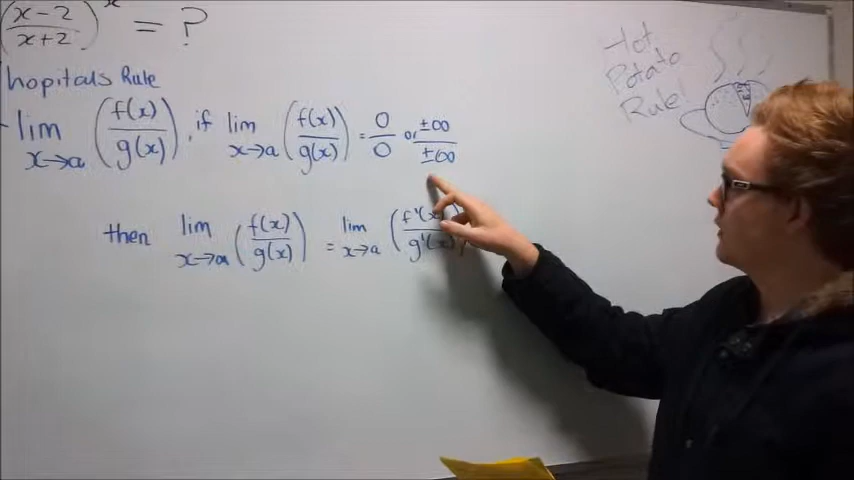 (x-2 / x+2)^x = ?
hopitals Rule
lim x→a (f(x)/g(x)), if lim x→a (f(x)/g(x)) = 0/0 or ±∞/±∞
then lim x→a (f(x)/g(x)) = lim x→a (f'(x)/g'(x))
Hot
Potato
Rule!